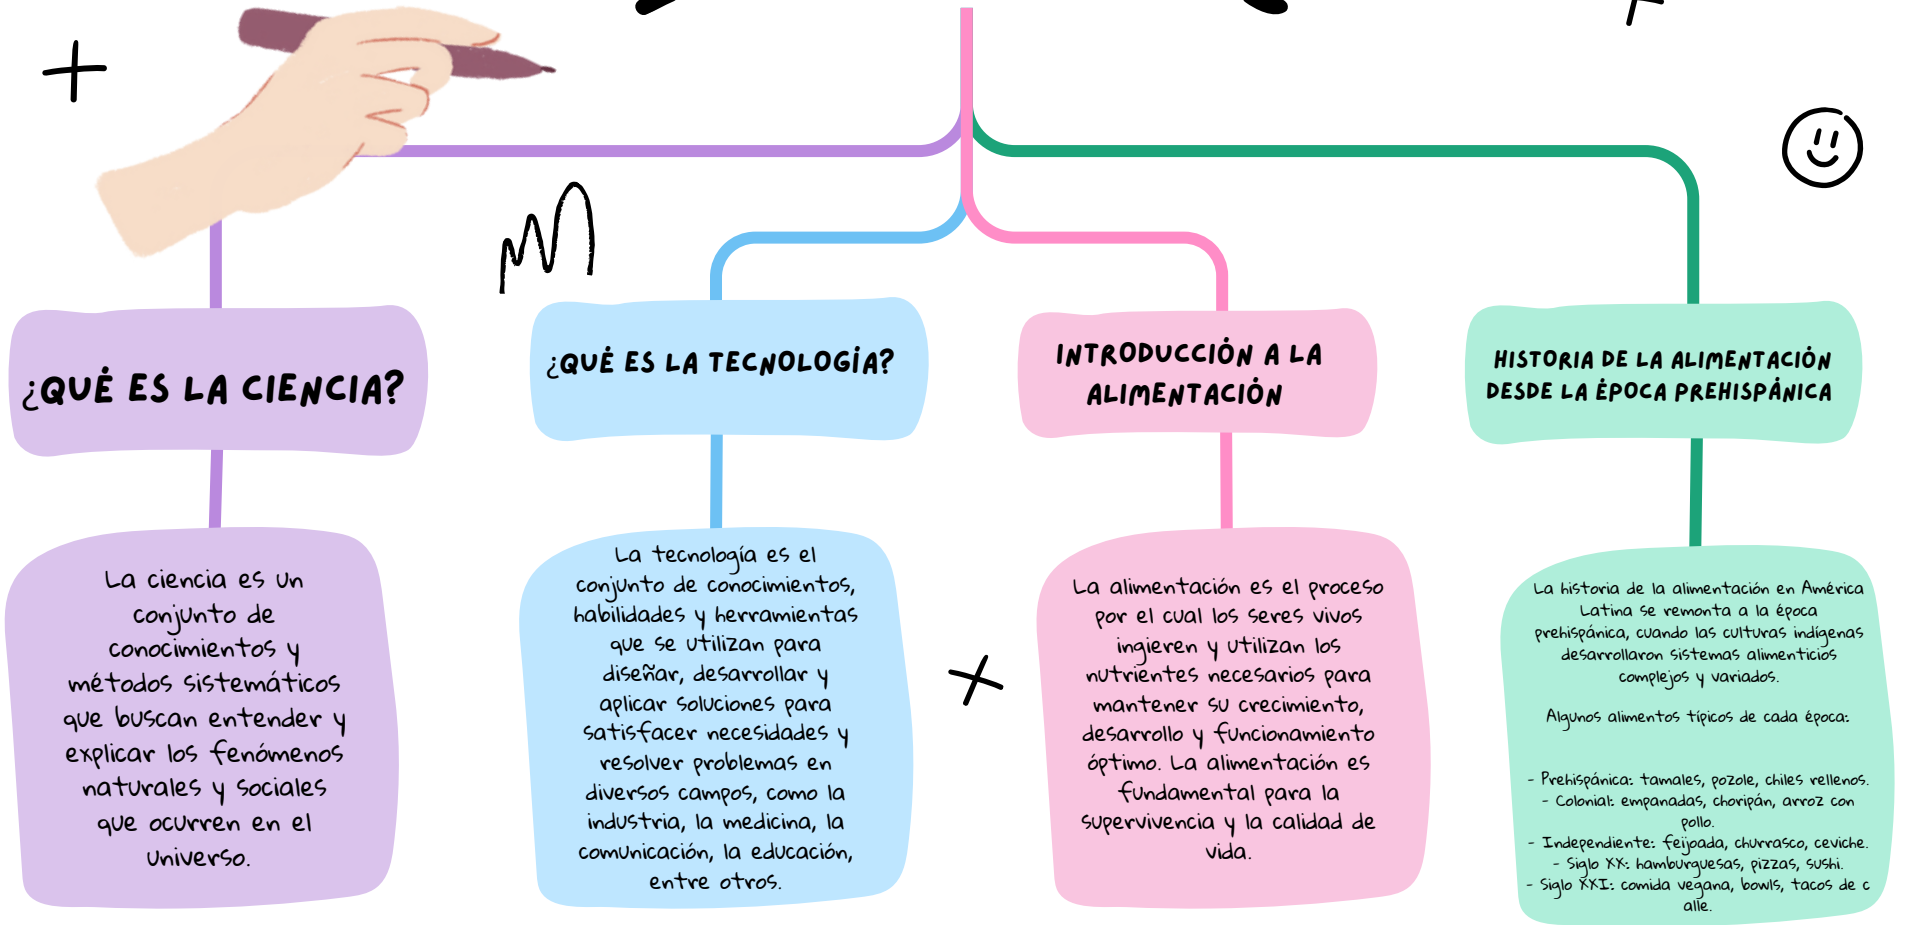 ¿QUÉ ES LA CIENCIA?
La ciencia es un
conjunto de
conocimientos y
métodos sistemáticos
que buscan entender y
explicar los fenómenos
naturales y sociales
que ocurren en el
universo.
¿QUÉ ES LA TECNOLOGÍA?
La tecnología es el
conjunto de conocimientos,
habilidades y herramientas
que se utilizan para
diseñar, desarrollar y
aplicar soluciones para
satisfacer necesidades y
resolver problemas en
diversos campos, como la
industria, la medicina, la
comunicación, la educación,
entre otros.
INTRODUCCIÓN A LA
ALIMENTACIÓN
La alimentación es el proceso
por el cual los seres vivos
ingieren y utilizan los
nutrientes necesarios para
mantener su crecimiento,
desarrollo y funcionamiento
óptimo. La alimentación es
fundamental para la
supervivencia y la calidad de
vida.
HISTORIA DE LA ALIMENTACIÓN
DESDE LA ÉPOCA PREHISPÁNICA
La historia de la alimentación en América
Latina se remonta a la época
prehispánica, cuando las culturas indígenas
desarrollaron sistemas alimenticios
complejos y variados.
Algunos alimentos típicos de cada época:
- Prehispánica: tamales, pozole, chiles rellenos.
- Colonial: empanadas, choripán, arroz con
pollo.
- Independiente: feijoada, churrasco, ceviche.
- Siglo XX: hamburguesas, pizzas, sushi.
- Siglo XXI: comida vegana, bowls, tacos de c
alle.